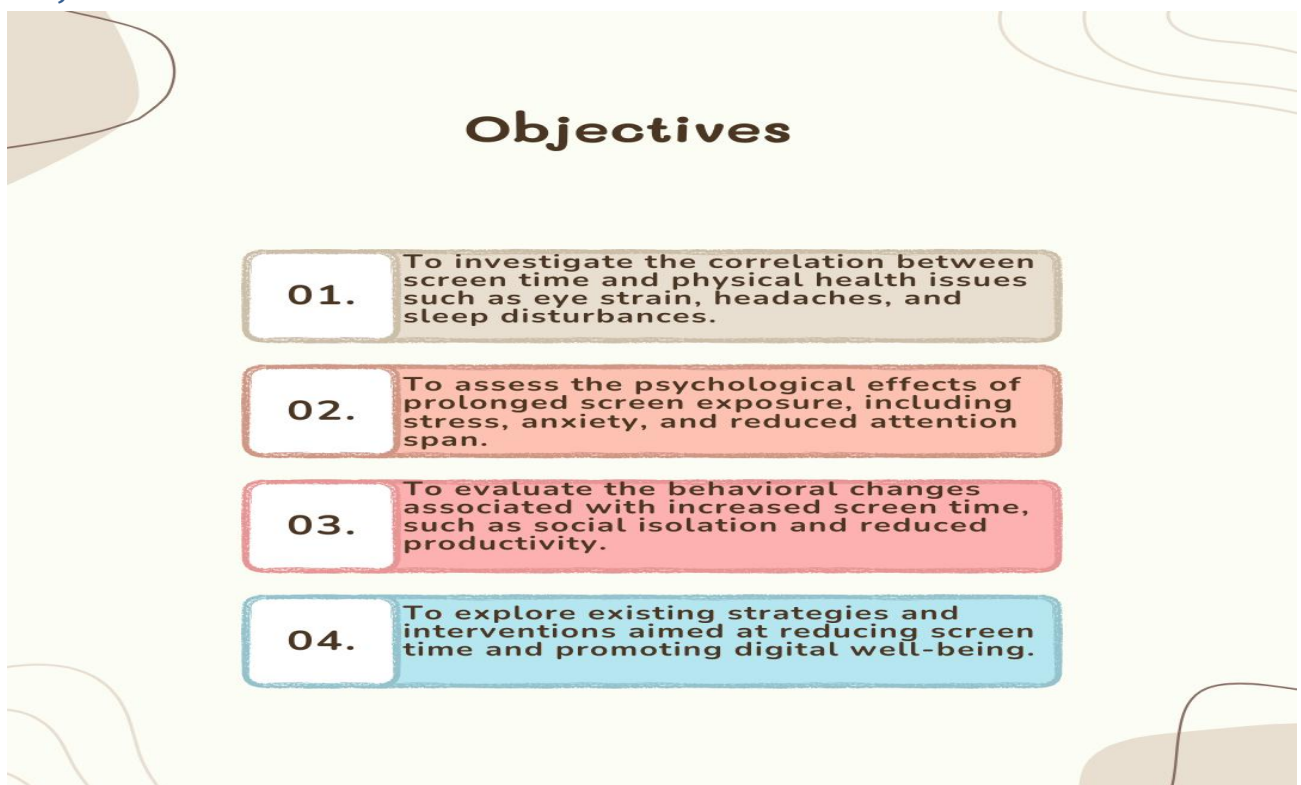 Objectives
01.
To investigate the correlation between
screen time and physical health issues
such as eye strain, headaches, and
sleep disturbances.
02.
To assess the psychological effects of
prolonged screen exposure, including
stress, anxiety, and reduced attention
span.
03.
To evaluate the behavioral changes
associated with increased screen time,
such as social isolation and reduced
productivity.
04.
To explore existing strategies and
interventions aimed at reducing screen
time and promoting digital well-being.